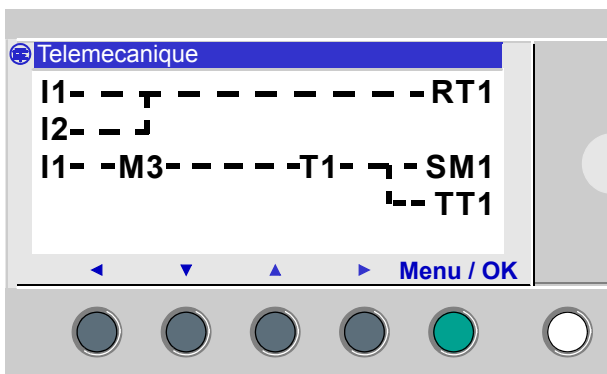 Telemecanique
I1 RT1
I2
I1 M3 T1 SM1
TT1
Menu / OK